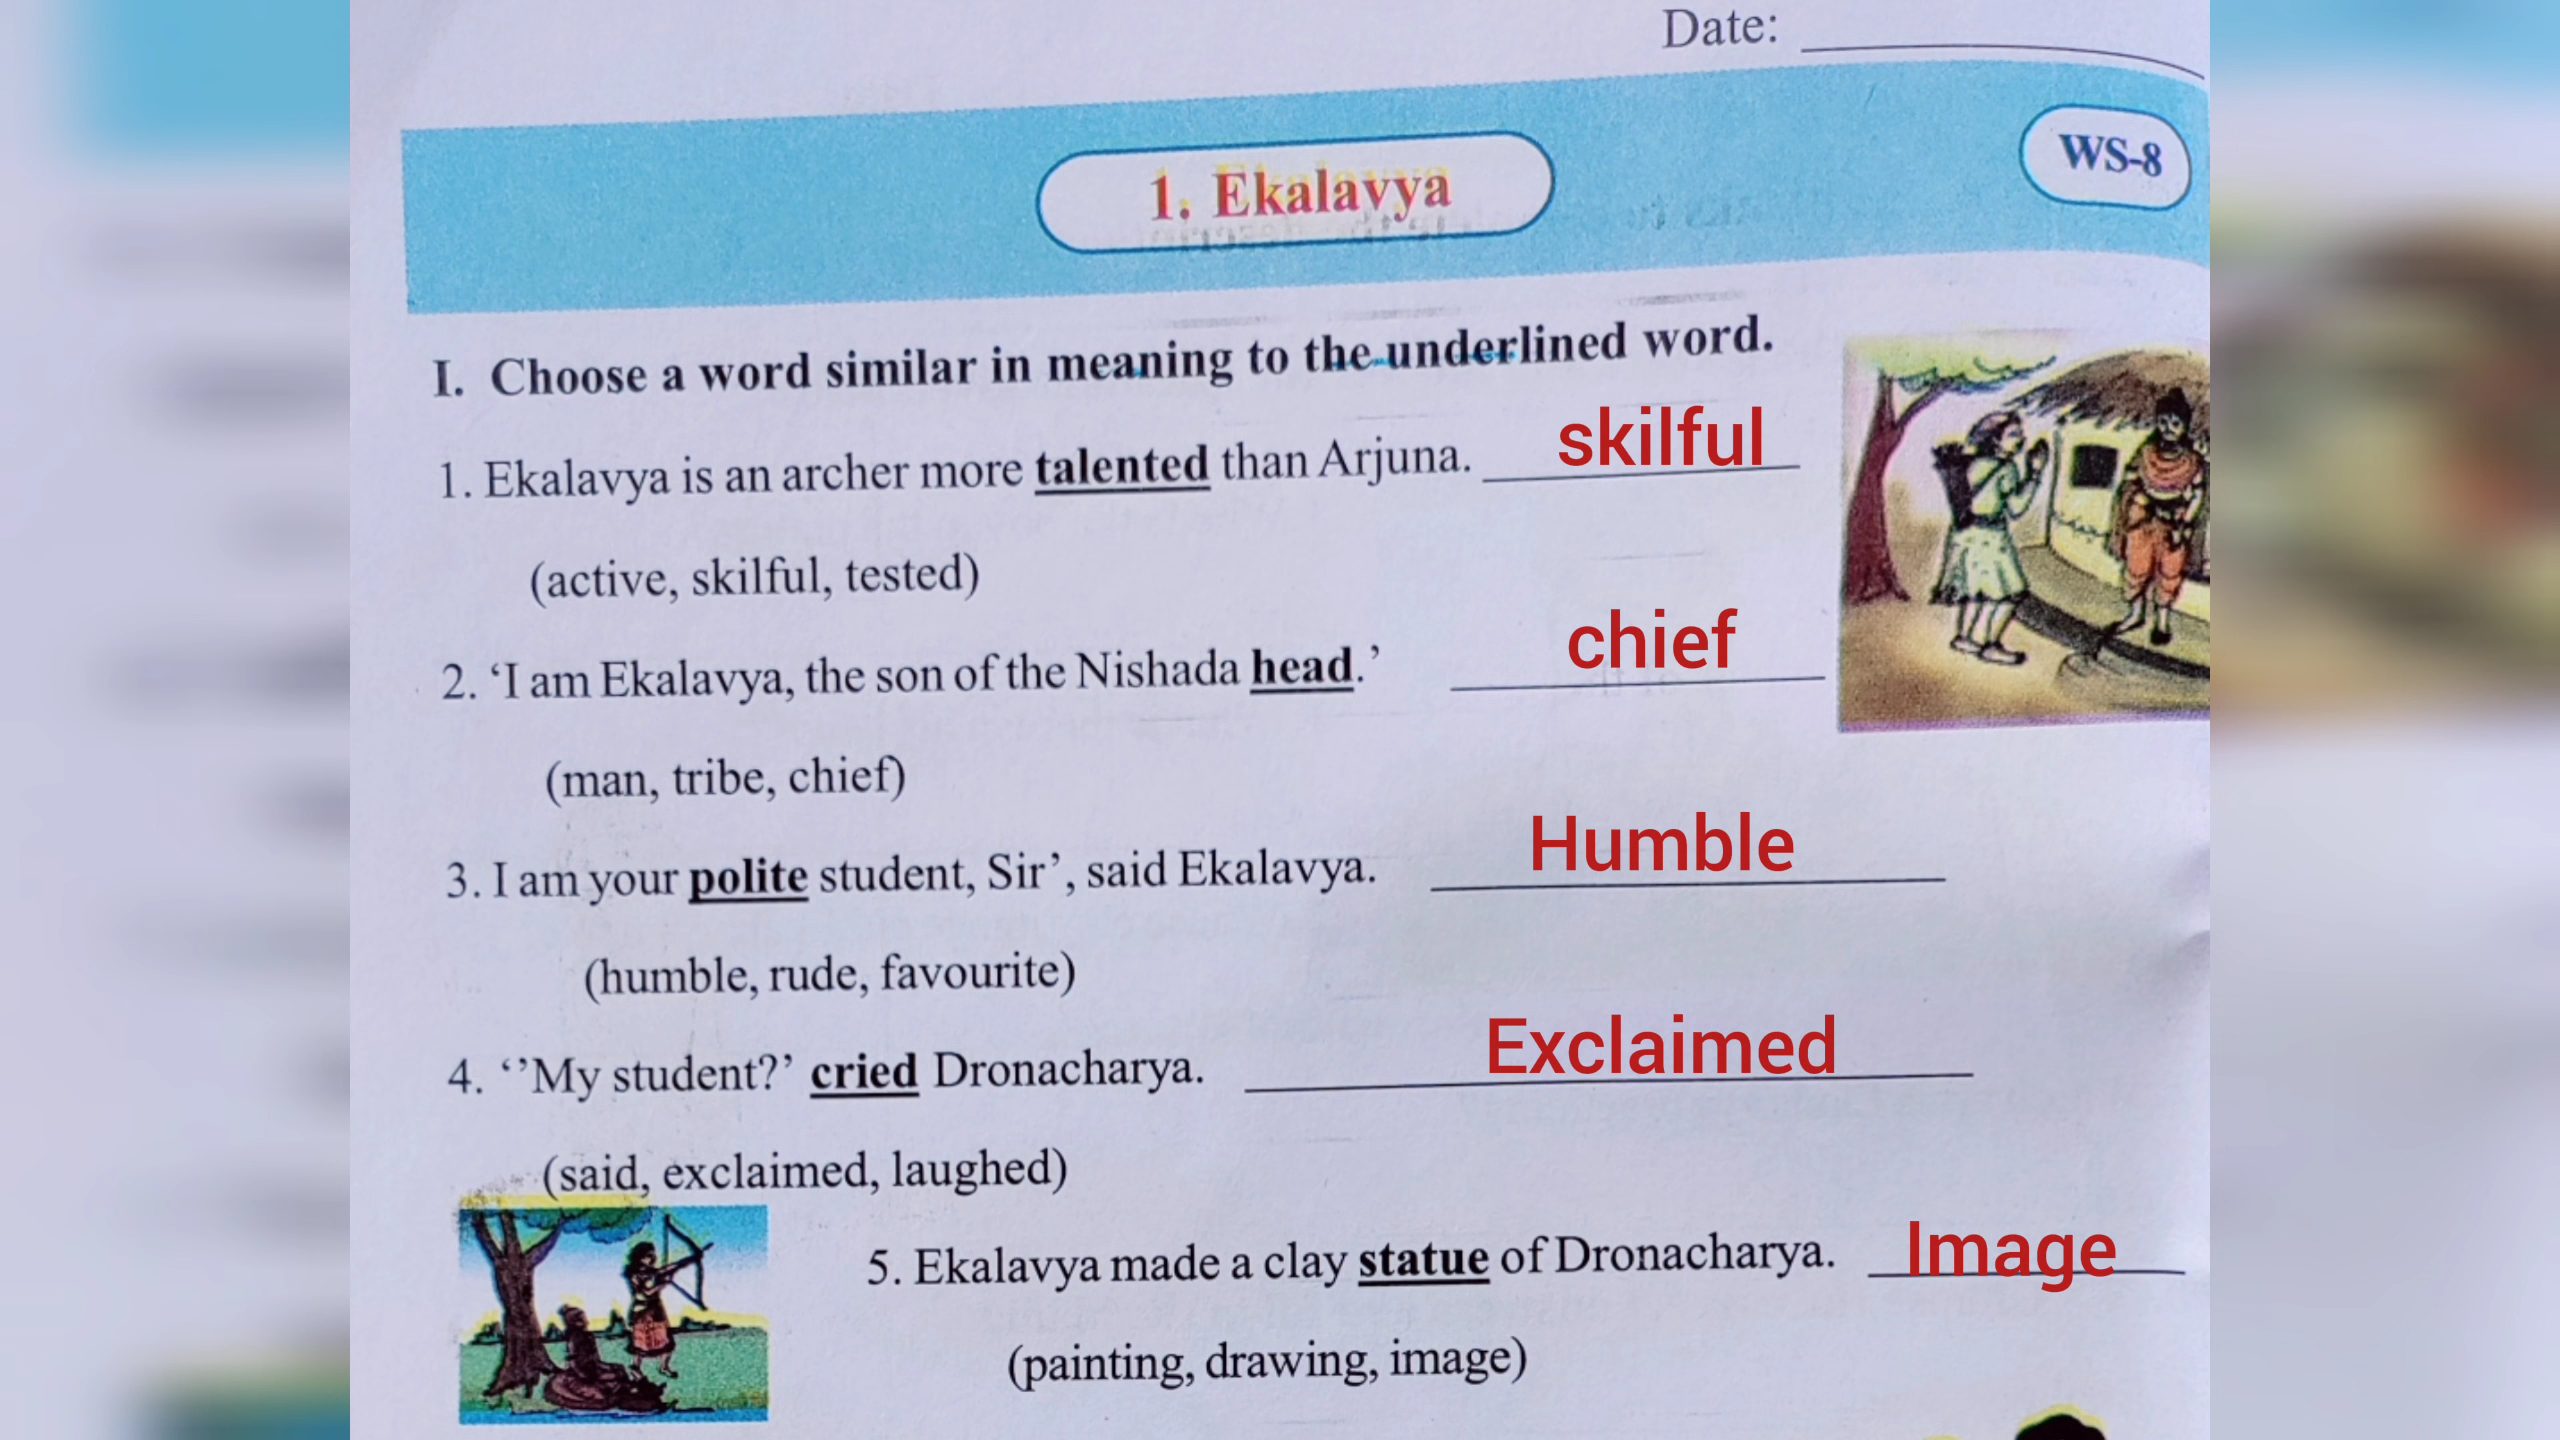 Date:
1. Ekalavya
WS-8
I. Choose a word similar in meaning to the underlined word.
1. Ekalavya is an archer more talented than Arjuna. skilful
(active, skilful, tested)
2. ‘I am Ekalavya, the son of the Nishada head.’ chief
(man, tribe, chief)
3. I am your polite student, Sir’, said Ekalavya. Humble
(humble, rude, favourite)
4. ‘’My student?’ cried Dronacharya. Exclaimed
(said, exclaimed, laughed)
5. Ekalavya made a clay statue of Dronacharya. Image
(painting, drawing, image)